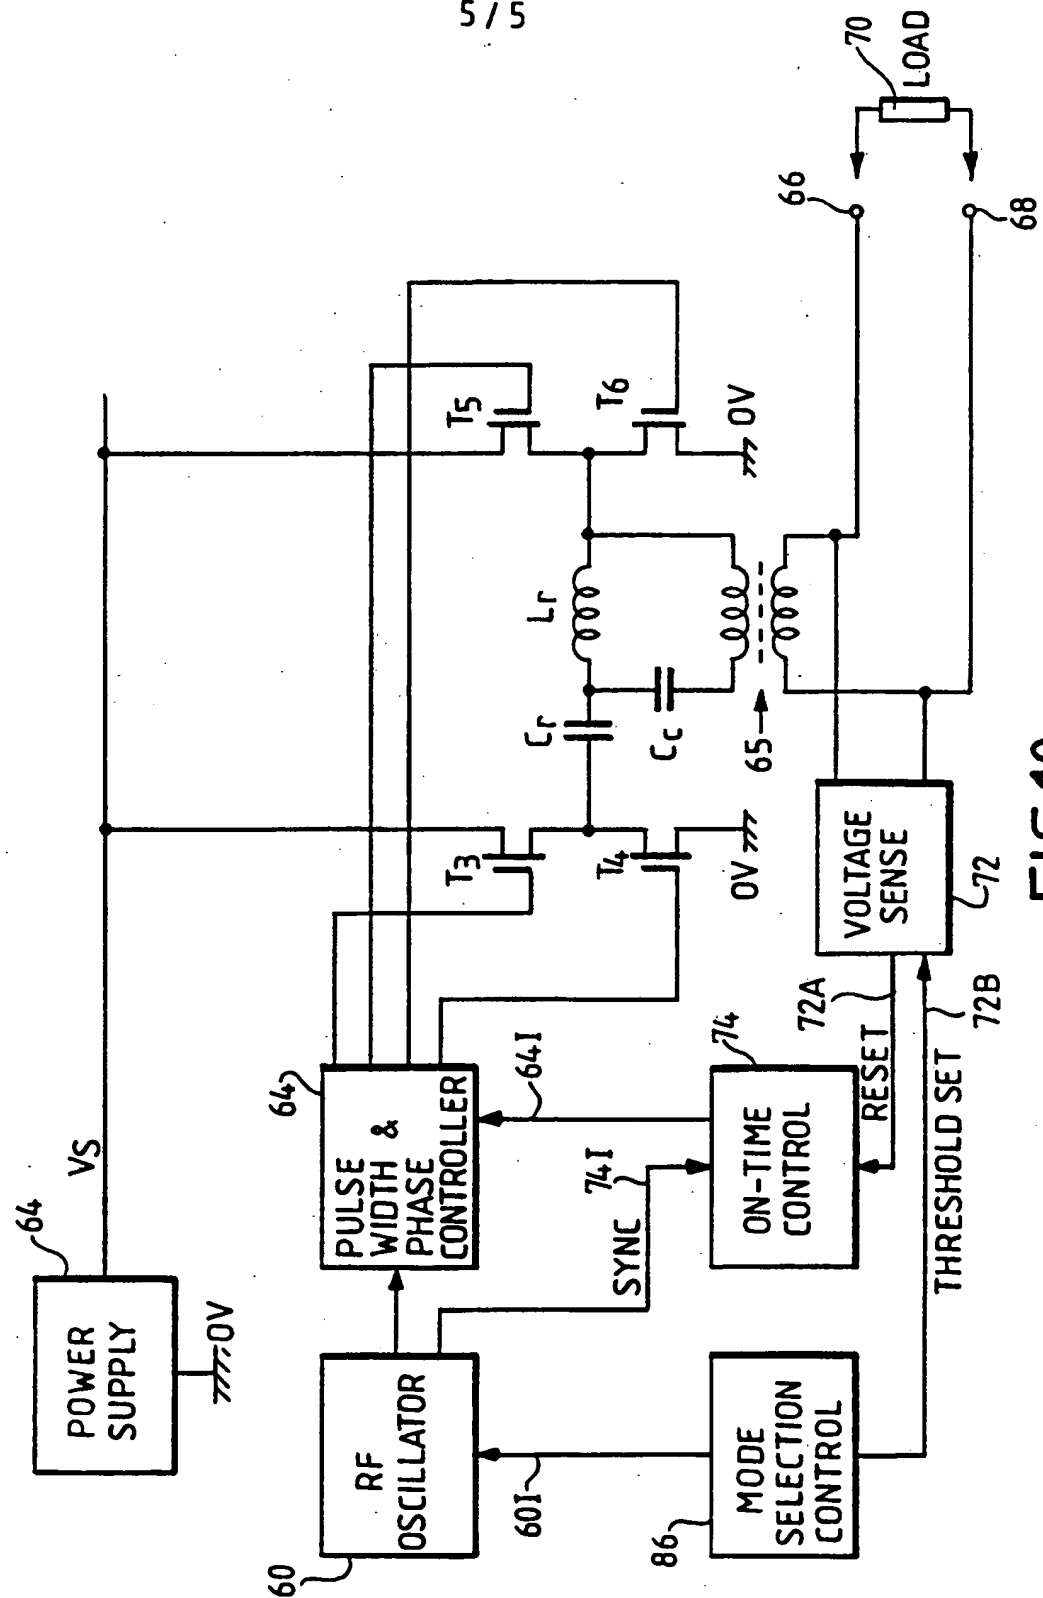 5/5
64
POWER
SUPPLY
VS
0V
60
RF
OSCILLATOR
64
PULSE
WIDTH &
PHASE
CONTROLLER
60I
SYNC
74I
64I
86
MODE
SELECTION
CONTROL
74
ON-TIME
CONTROL
RESET
72A
THRESHOLD SET
72B
VOLTAGE
SENSE
72
T3
T4
0V
Cr
Lr
Cc
65
T5
T6
0V
66
68
70
LOAD